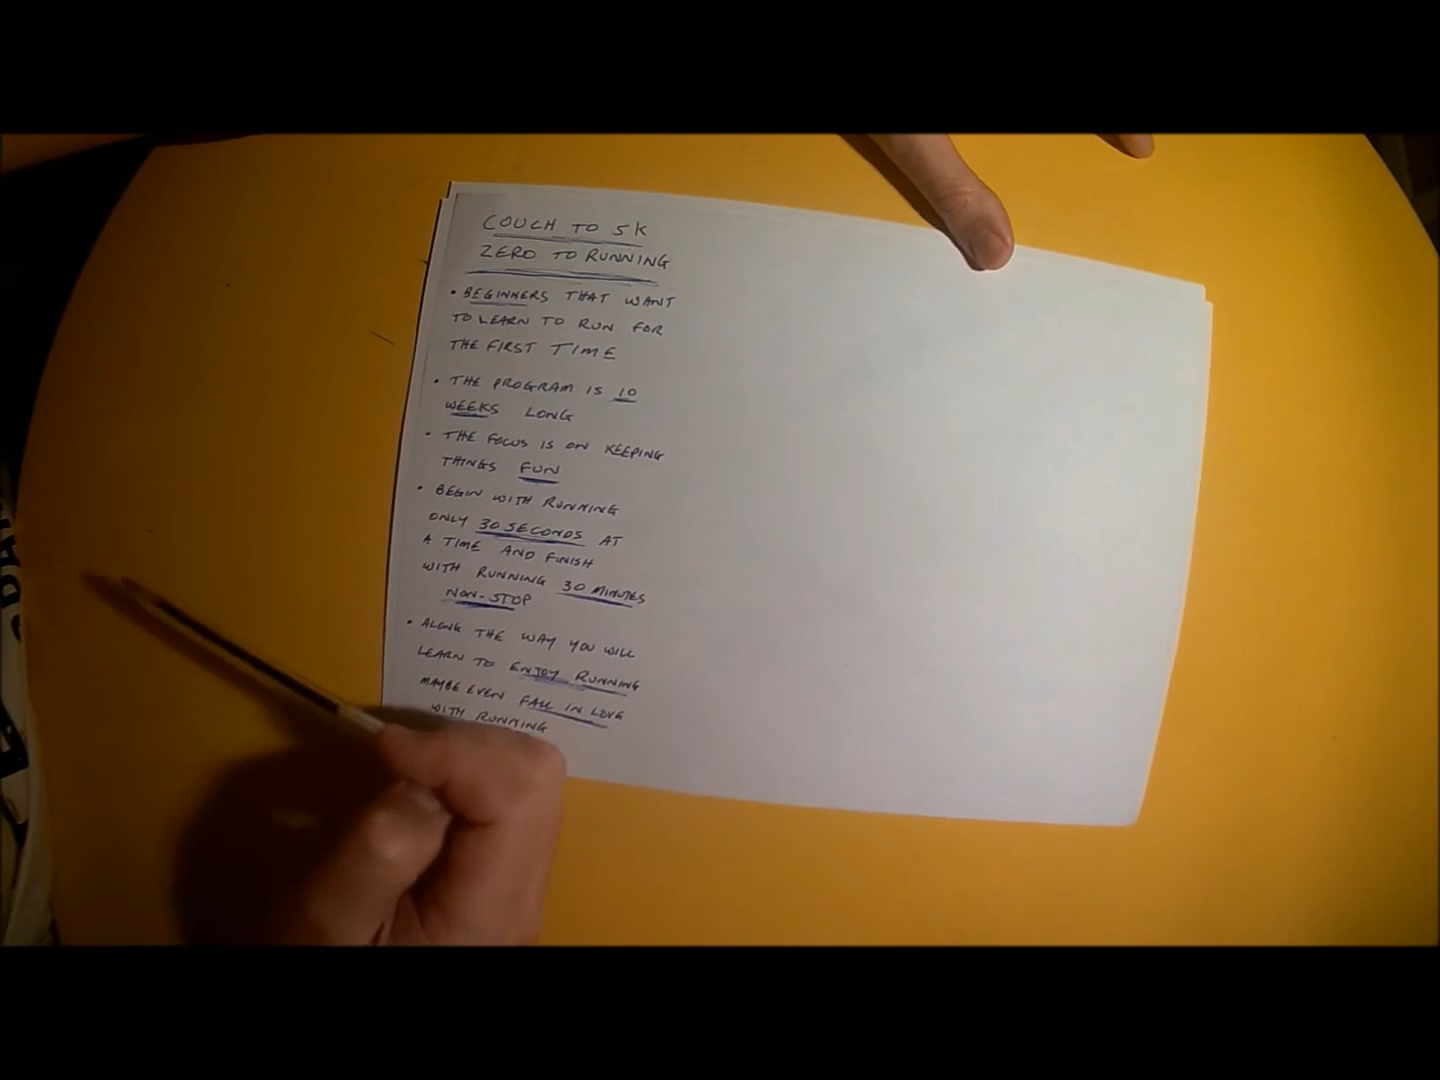 COUCH TO 5K
ZERO TO RUNNING
• BEGINNERS THAT WANT
TO LEARN TO RUN FOR
THE FIRST TIME
• THE PROGRAM IS 10
WEEKS LONG
• THE FOCUS IS ON KEEPING
THINGS FUN
• BEGIN WITH RUNNING
ONLY 30 SECONDS AT
A TIME AND FINISH
WITH RUNNING 30 MINUTES
NON-STOP
• ALONG THE WAY YOU WILL
LEARN TO ENJOY RUNNING
MAYBE EVEN FALL IN LOVE
WITH RUNNING